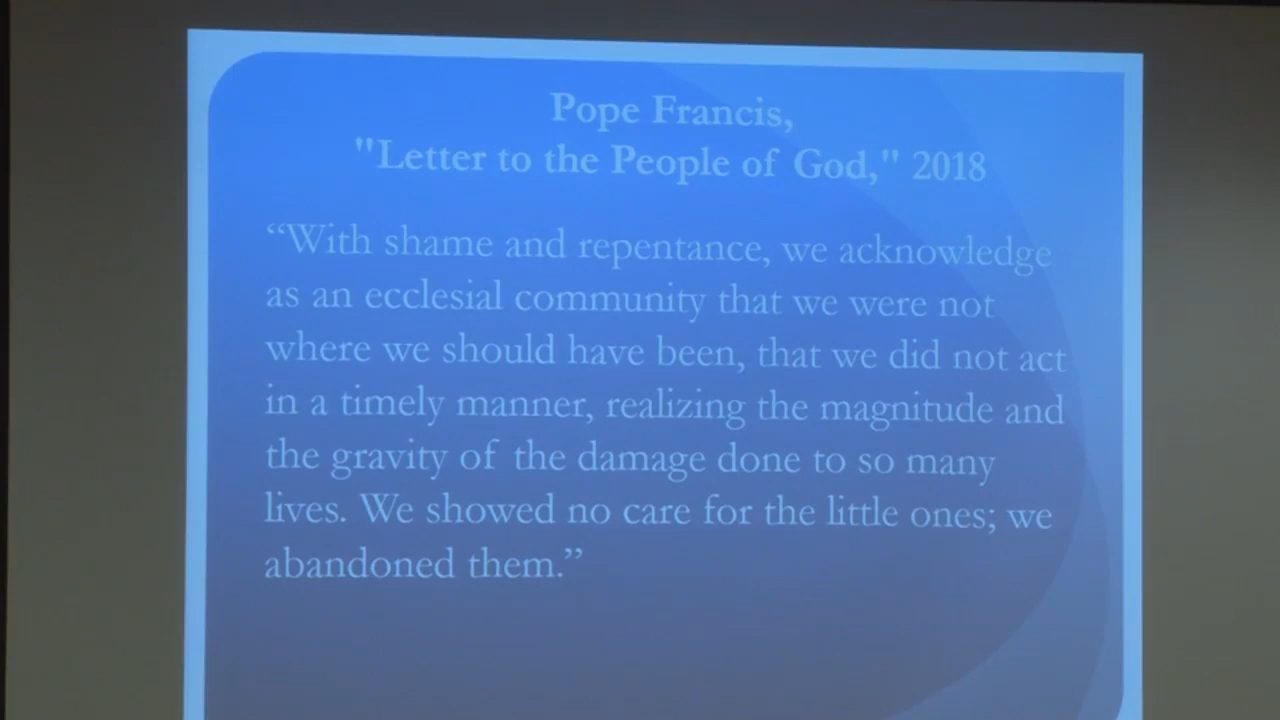 Pope Francis,
"Letter to the People of God," 2018
“With shame and repentance, we acknowledge
as an ecclesial community that we were not
where we should have been, that we did not act
in a timely manner, realizing the magnitude and
the gravity of the damage done to so many
lives. We showed no care for the little ones; we
abandoned them.”